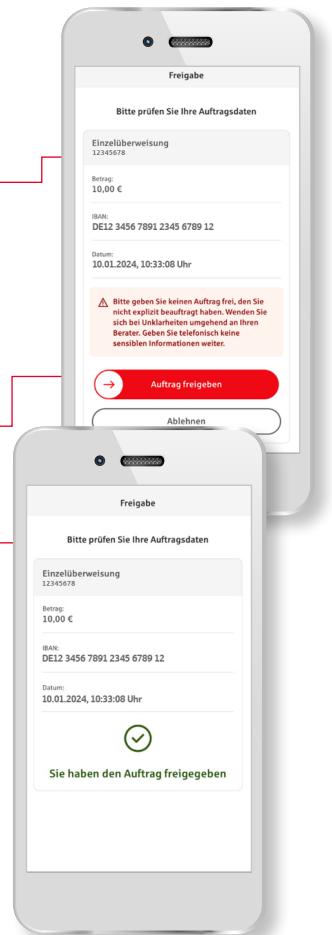 Freigabe
Bitte prüfen Sie Ihre Auftragsdaten
Einzelüberweisung
12345678
Betrag:
10,00 €
IBAN:
DE12 3456 7891 2345 6789 12
Datum:
10.01.2024, 10:33:08 Uhr
Bitte geben Sie keinen Auftrag frei, den Sie
nicht explizit beauftragt haben. Wenden Sie
sich bei Unklarheiten umgehend an Ihren
Berater. Geben Sie telefonisch keine
sensiblen Informationen weiter.
Auftrag freigeben
Ablehnen
Freigabe
Bitte prüfen Sie Ihre Auftragsdaten
Einzelüberweisung
12345678
Betrag:
10,00 €
IBAN:
DE12 3456 7891 2345 6789 12
Datum:
10.01.2024, 10:33:08 Uhr
Sie haben den Auftrag freigegeben